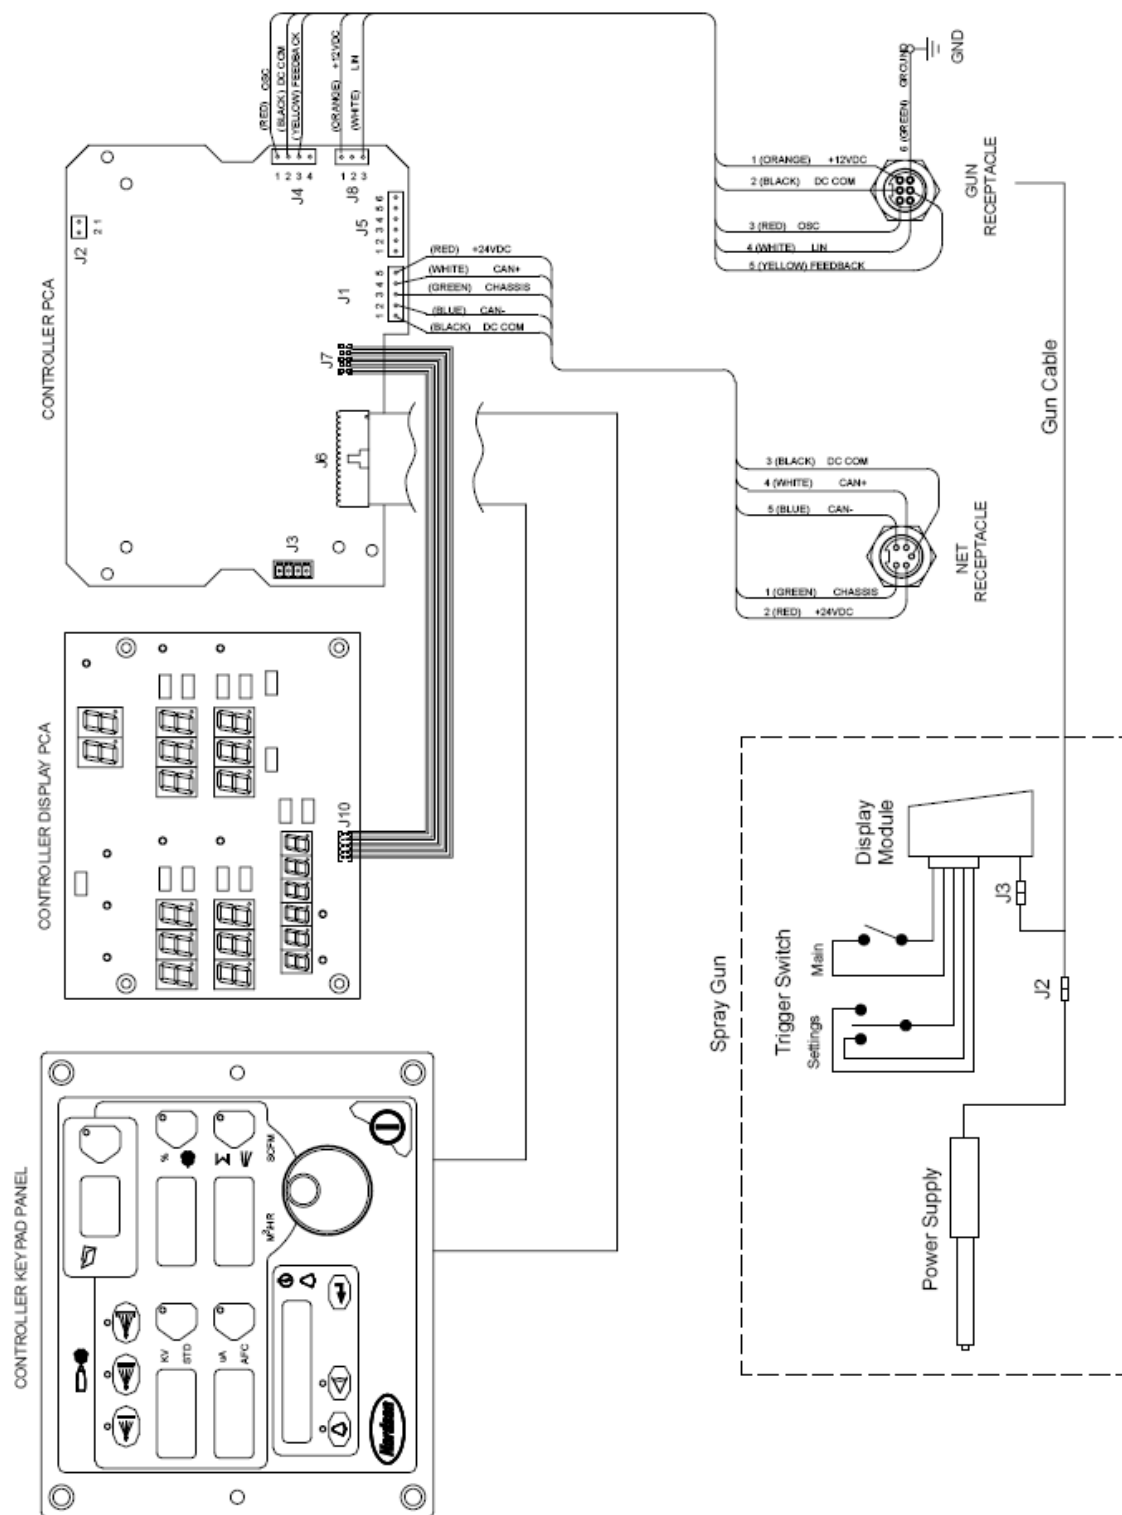 CONTROLLER PCA
J2
2 1
(RED) OSC
(BLACK) DC COM
(YELLOW) FEEDBACK
(ORANGE) +12VDC
(WHITE) LIN
1 2 3 4
J4
1 2 3
J8
J5
1 2 3 4 5 6
J1
1 2 3 4 5
(RED) +24VDC
(WHITE) CAN+
(GREEN) CHASSIS
(BLUE) CAN-
(BLACK) DC COM
J7
J6
J3
6 (GREEN) GROUND
GND
1 (ORANGE) +12VDC
2 (BLACK) DC COM
3 (RED) OSC
4 (WHITE) LIN
5 (YELLOW) FEEDBACK
GUN
RECEPTACLE
Gun Cable
3 (BLACK) DC COM
4 (WHITE) CAN+
5 (BLUE) CAN-
1 (GREEN) CHASSIS
2 (RED) +24VDC
NET
RECEPTACLE
CONTROLLER DISPLAY PCA
J10
CONTROLLER KEYPAD PANEL
%
SCFM
M³/HR
KV
STD
uA
AFC
Nordson
Spray Gun
Trigger Switch
Main
Settings
Display
Module
J3
J2
Power Supply